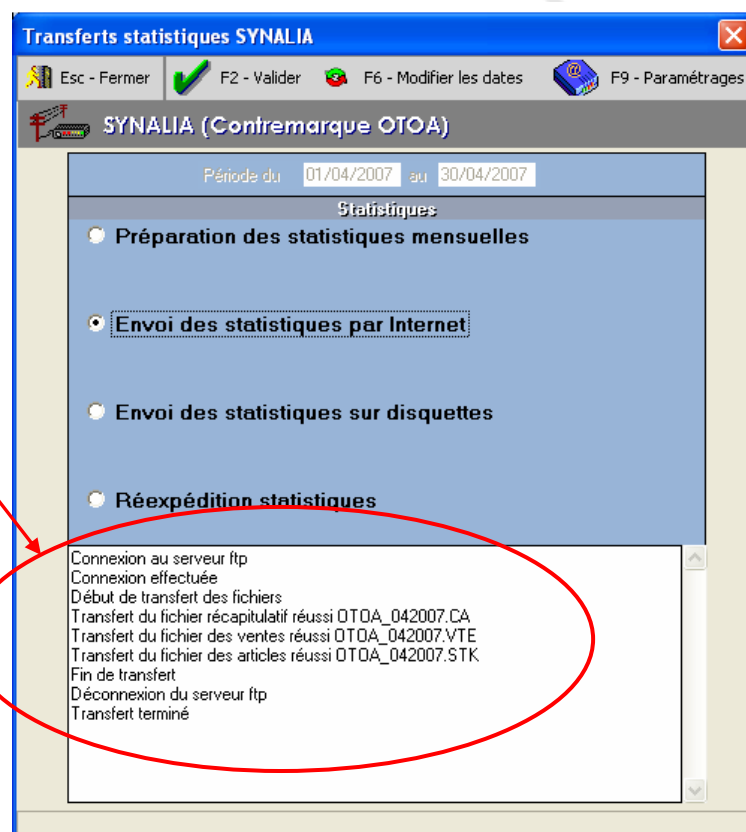 Transferts statistiques SYNALIA
Esc - Fermer F2 - Valider F6 - Modifier les dates F9 - Paramétrages
SYNALIA (Contremarque OTOA)
Période du 01/04/2007 au 30/04/2007
Statistiques
Préparation des statistiques mensuelles
Envoi des statistiques par Internet
Envoi des statistiques sur disquettes
Réexpédition statistiques
Connexion au serveur ftp
Connexion effectuée
Début de transfert des fichiers
Transfert du fichier récapitulatif réussi OTOA_042007.CA
Transfert du fichier des ventes réussi OTOA_042007.VTE
Transfert du fichier des articles réussi OTOA_042007.STK
Fin de transfert
Déconnexion du serveur ftp
Transfert terminé